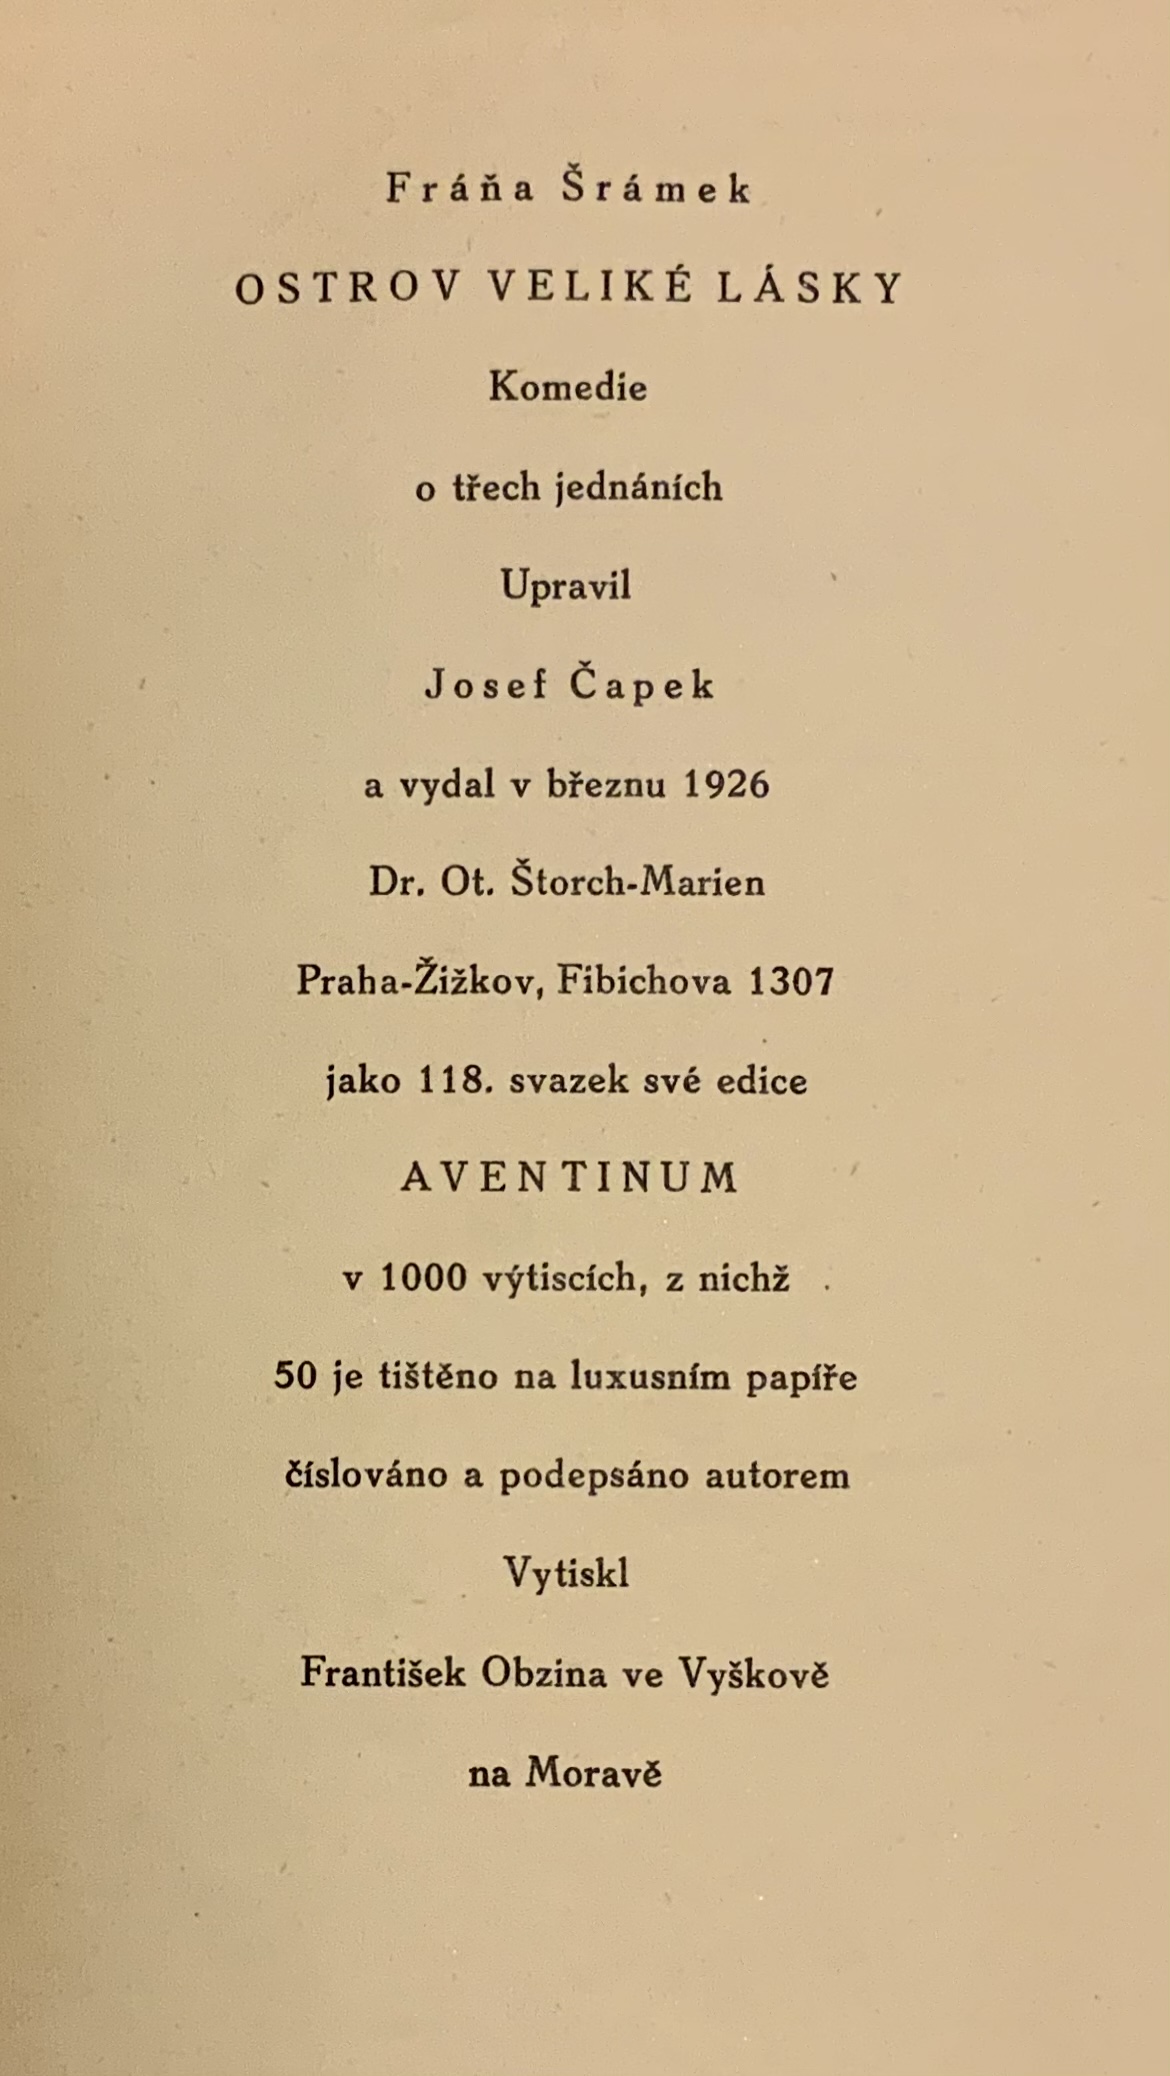 Fráňa Šrámek
OSTROV VELIKÉ LÁSKY
Komedie
o třech jednáních
Upravil
Josef Čapek
a vydal v březnu 1926
Dr. Ot. Štorch-Marien
Praha-Žižkov, Fibichova 1307
jako 118. svazek své edice
AVENTINUM
v 1000 výtiscích, z nichž
50 je tištěno na luxusním papíře
číslováno a podepsáno autorem
Vytiskl
František Obzina ve Vyškově
na Moravě